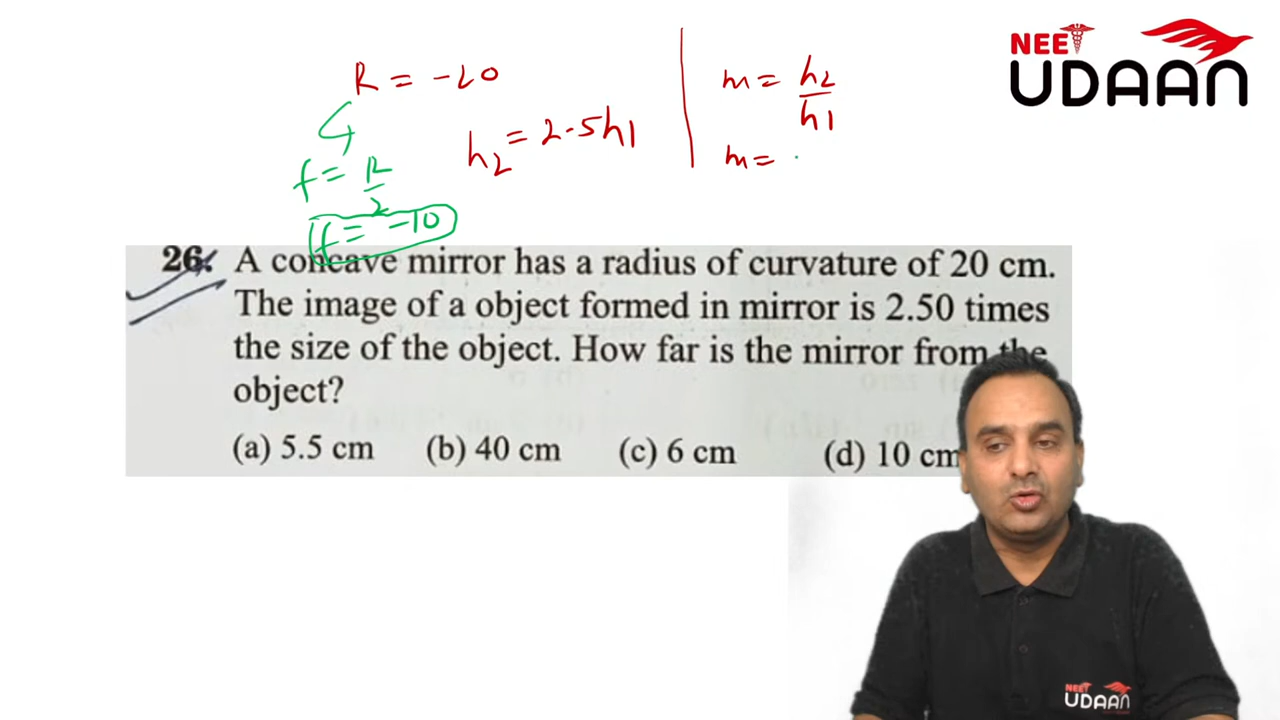 NEET
UDAAN
R = -20
h2 = 2.5h1
f = R/2
f = -10
m = h2/h1
m =
26. A concave mirror has a radius of curvature of 20 cm.
The image of a object formed in mirror is 2.50 times
the size of the object. How far is the mirror from the
object?
(a) 5.5 cm (b) 40 cm (c) 6 cm (d) 10 cm
NEET
UDAAN